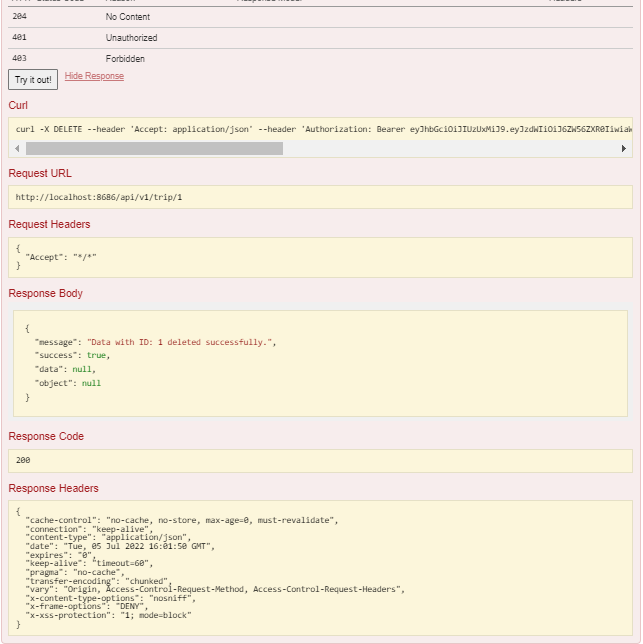 204 No Content
401 Unauthorized
403 Forbidden
Try it out! Hide Response
Curl
curl -X DELETE --header 'Accept: application/json' --header 'Authorization: Bearer
Request URL
http://localhost:8686/api/v1/trip/1
Request Headers
{
"Accept": "*/*"
}
Response Body
{
"message": "Data with ID: 1 deleted successfully.",
"success": true,
"data": null,
"object": null
}
Response Code
200
Response Headers
{
"cache-control": "no-cache, no-store, max-age=0, must-revalidate",
"connection": "keep-alive",
"content-type": "application/json",
"date": "Tue, 05 Jul 2022 16:01:50 GMT",
"expires": "0",
"keep-alive": "timeout=60",
"pragma": "no-cache",
"transfer-encoding": "chunked",
"vary": "Origin, Access-Control-Request-Method, Access-Control-Request-Headers",
"x-content-type-options": "nosniff",
"x-frame-options": "DENY",
"x-xss-protection": "1; mode=block"
}